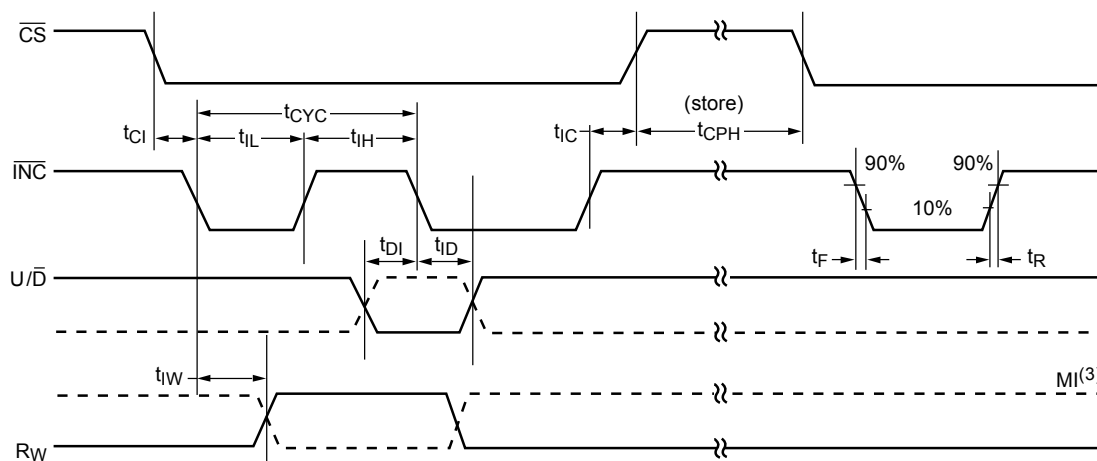 CS
(store)
tCYC
tCI
tIL
tIH
tIC
tCPH
INC
90%
90%
10%
tDI
tID
tF
tR
U/D
tIW
MI(3)
RW